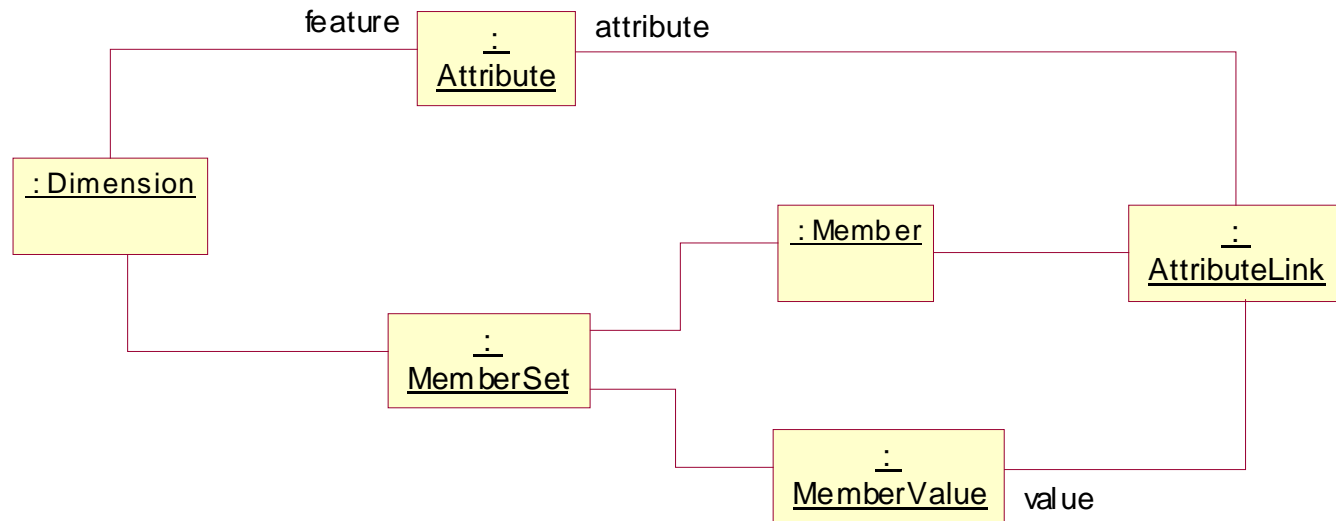 feature
:
Attribute
attribute
:Dimension
:Member
:
AttributeLink
:
MemberSet
:
MemberValue
value